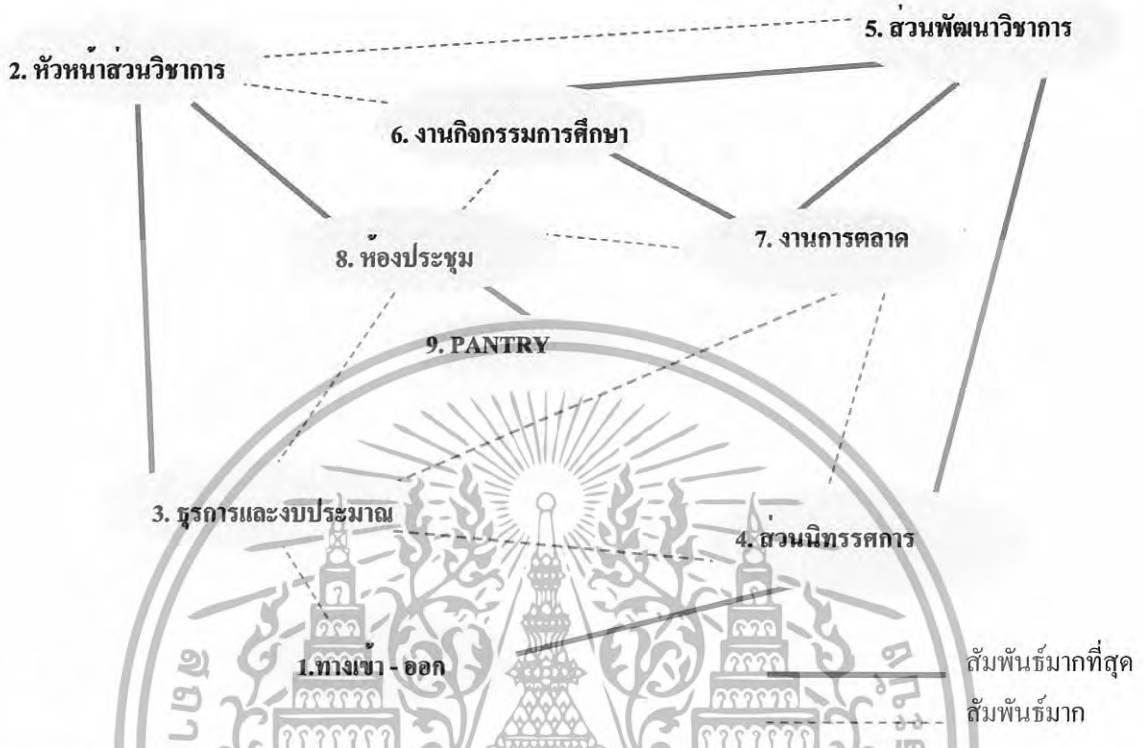 5. ส่วนพัฒนาวิชาการ
2. หัวหน้าส่วนวิชาการ
6. งานกิจกรรมการศึกษา
7. งานการตลาด
8. ห้องประชุม
9. PANTRY
3. ธุรการและงบประมาณ
4. ส่วนนิทรรศการ
1.ทางเข้า - ออก
สัมพันธ์มากที่สุด
สัมพันธ์มาก